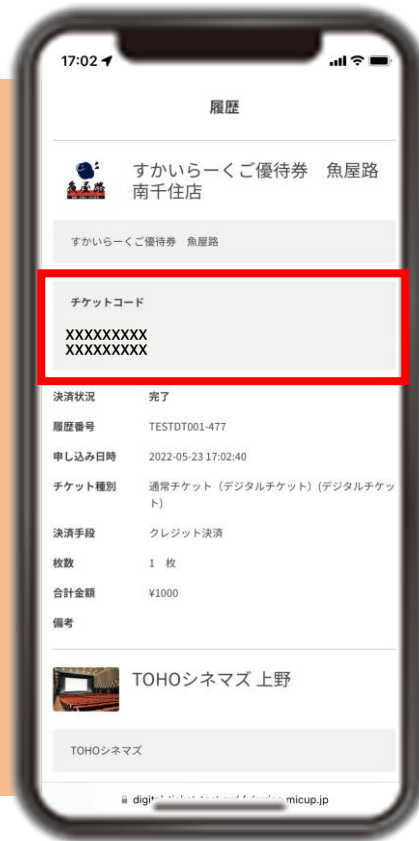 17:02
履歴
魚屋路
すかいらーくご優待券　魚屋路
南千住店
すかいらーくご優待券　魚屋路
チケットコード
XXXXXXXXX
XXXXXXXXX
決済状況 完了
履歴番号 TESTDT001-477
申し込み日時 2022-05-23 17:02:40
チケット種別 通常チケット（デジタルチケット）(デジタルチケッ
ト)
決済手段 クレジット決済
枚数 1 枚
合計金額 ¥1000
備考
TOHOシネマズ 上野
TOHOシネマズ
micup.jp